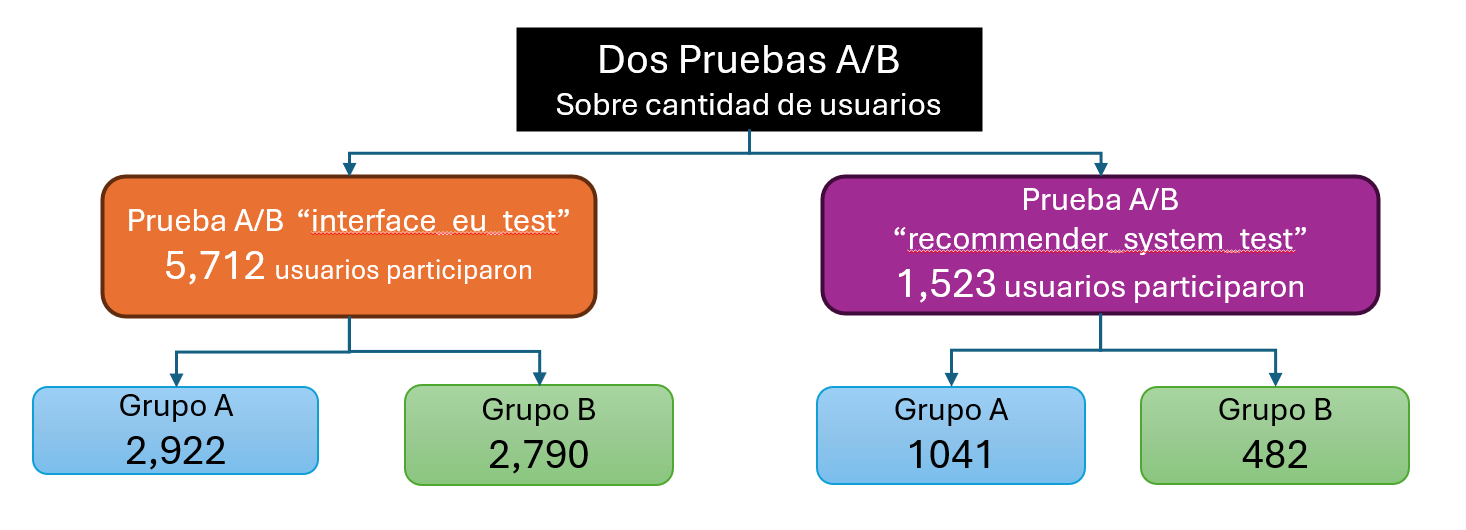 Dos Pruebas A/B
Sobre cantidad de usuarios
Prueba A/B “interface_eu_test”
5,712 usuarios participaron
Prueba A/B
“recommender_system_test”
1,523 usuarios participaron
Grupo A
2,922
Grupo B
2,790
Grupo A
1041
Grupo B
482